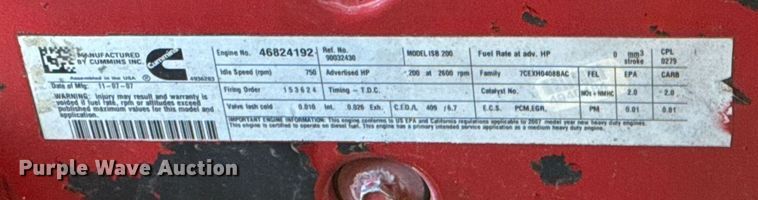 MANUFACTURED
BY CUMMINS INC.
Cummins
Assembled in United States 4936283
Date of Mfg. 11-07-07
WARNING: Injury may result and warranty is
voided if fuel rate, rpm or altitudes exceed
published maximum values for this model and
application.
Engine No. 46824192
Ref. No.
90032430
MODEL ISB 200
Fuel Rate at adv. HP 0 mm3
stroke
CPL
0279
Idle Speed (rpm) 750 Advertised HP 200 at 2600 rpm Family 7CEXH0408BAC FEL EPA CARB
Firing Order 153624 Timing - T.D.C. Catalyst NOx+NMHC 2.0 2.0
Valve lash cold 0.010 Int. 0.026 Exh. C.I.D./L 409 /6.7 E.C.S. PCM,EGR, PM 0.01 0.01
IMPORTANT ENGINE INFORMATION: This engine conforms to US EPA and California regulations applicable to 2007 model year new heavy duty engines.
This engine is certified to operate on diesel fuel. This engine has a primary intended service application as a medium heavy duty engine.
Purple Wave Auction